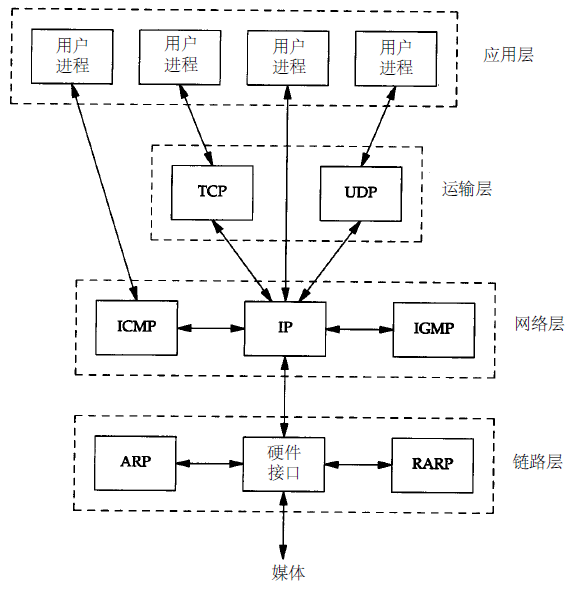 用户
进程
用户
进程
用户
进程
用户
进程
应用层
TCP
UDP
运输层
ICMP
IP
IGMP
网络层
ARP
硬件
接口
RARP
链路层
媒体